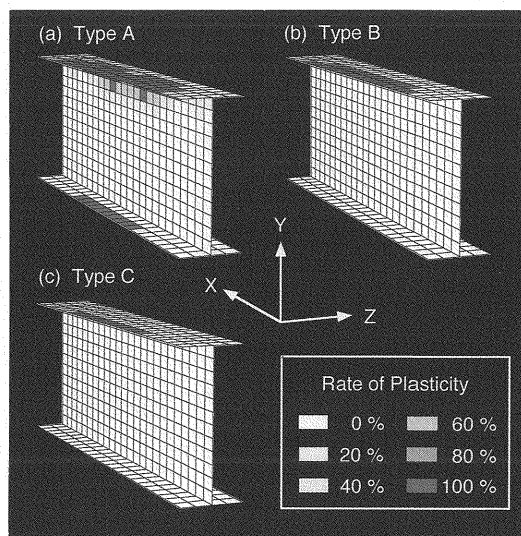 (a) Type A
(b) Type B
(c) Type C
Y
X
Z
Rate of Plasticity
0 %
60 %
20 %
80 %
40 %
100 %